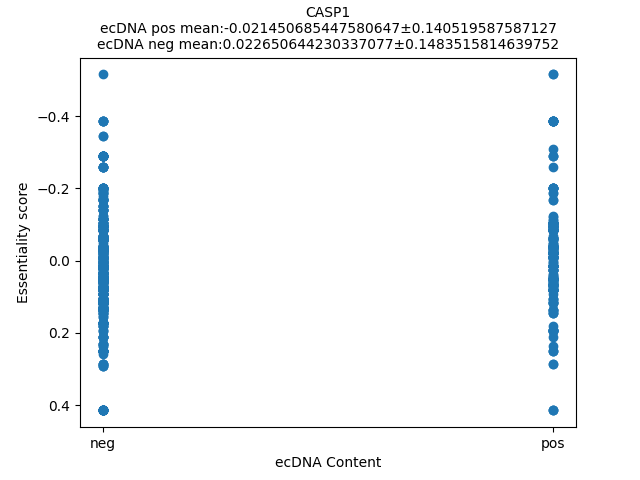 CASP1
ecDNA pos mean:-0.021450685447580647±0.140519587587127
ecDNA neg mean:0.022650644230337077±0.1483515814639752
Essentiality score
−0.4
−0.2
0.0
0.2
0.4
neg
pos
ecDNA Content